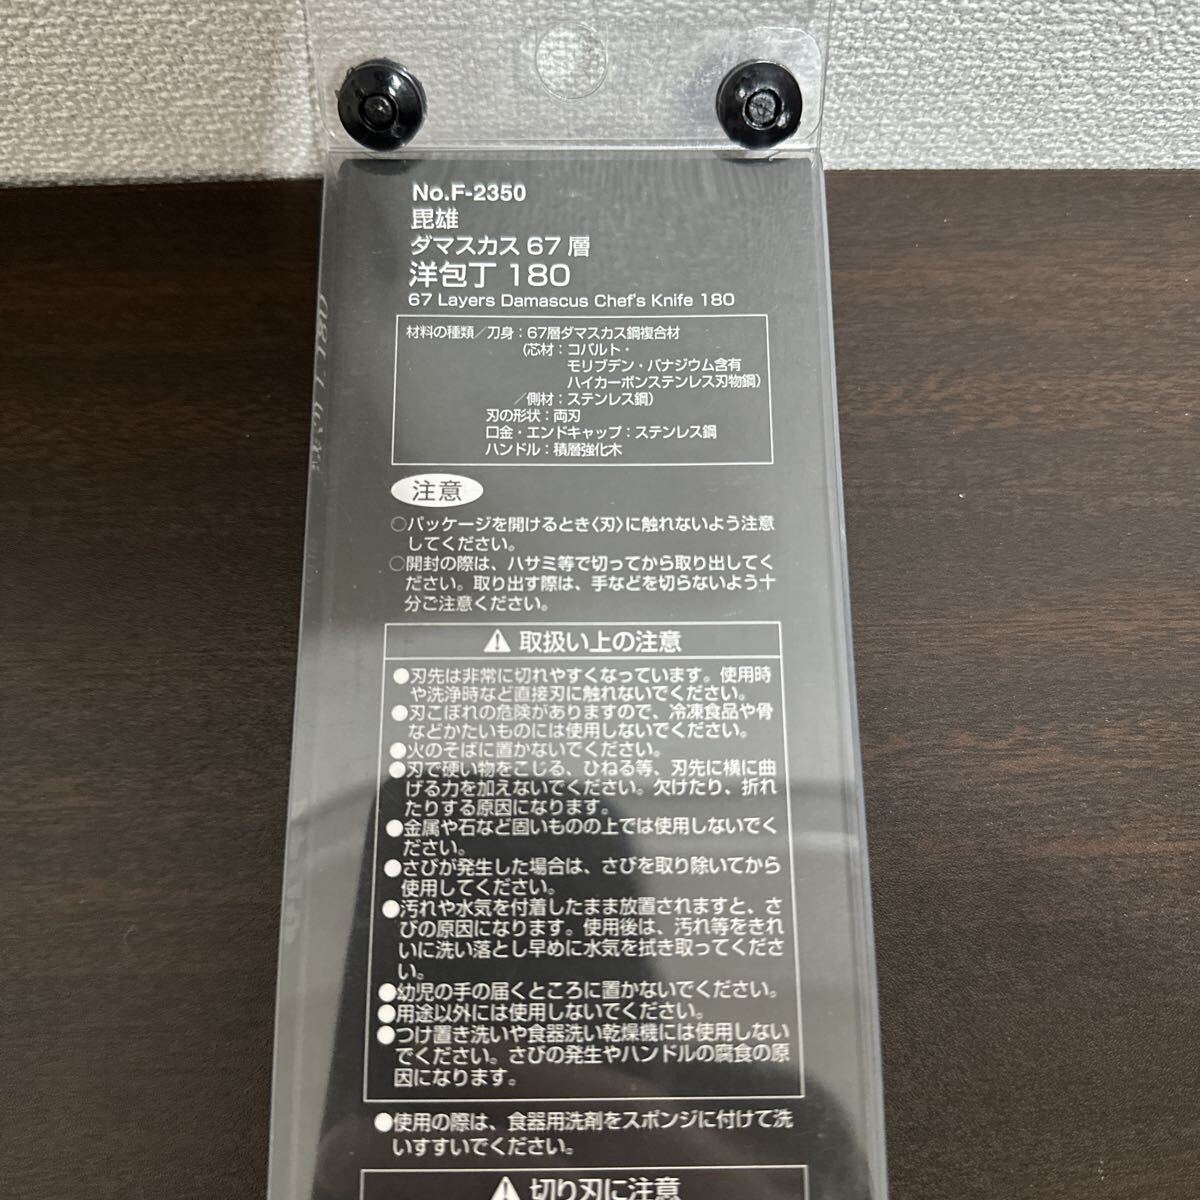 No.F-2350
毘雄
ダマスカス 67 層
洋包丁 180
67 Layers Damascus Chef's Knife 180
材料の種類／刀身：67層ダマスカス鋼複合材
(芯材：コバルト・
モリブデン・バナジウム含有
ハイカーボンステンレス刃物鋼)
／側材：ステンレス鋼)
刃の形状：両刃
口金・エンドキャップ：ステンレス鋼
ハンドル：積層強化木
注意
○パッケージを開けるとき〈刃〉に触れないよう注意
してください。
○開封の際は、ハサミ等で切ってから取り出してく
ださい。取り出す際は、手などを切らないよう十
分ご注意ください。
⚠ 取扱い上の注意
●刃先は非常に切れやすくなっています。使用時
や洗浄時など直接刃に触れないでください。
●刃こぼれの危険がありますので、冷凍食品や骨
などかたいものには使用しないでください。
●火のそばに置かないでください。
●刃で硬い物をこじる、ひねる等、刃先に横に曲
げる力を加えないでください。欠けたり、折れ
たりする原因になります。
●金属や石など固いものの上では使用しないでく
ださい。
●さびが発生した場合は、さびを取り除いてから
使用してください。
●汚れや水気を付着したまま放置されますと、さ
びの原因になります。使用後は、汚れ等をきれ
いに洗い落とし早めに水気を拭き取ってくださ
い。
●幼児の手の届くところに置かないでください。
●用途以外には使用しないでください。
●つけ置き洗いや食器洗い乾燥機には使用しない
でください。さびの発生やハンドルの腐食の原
因になります。
●使用の際は、食器用洗剤をスポンジに付けて洗
いすすいでください。
⚠ 切り刃に注意